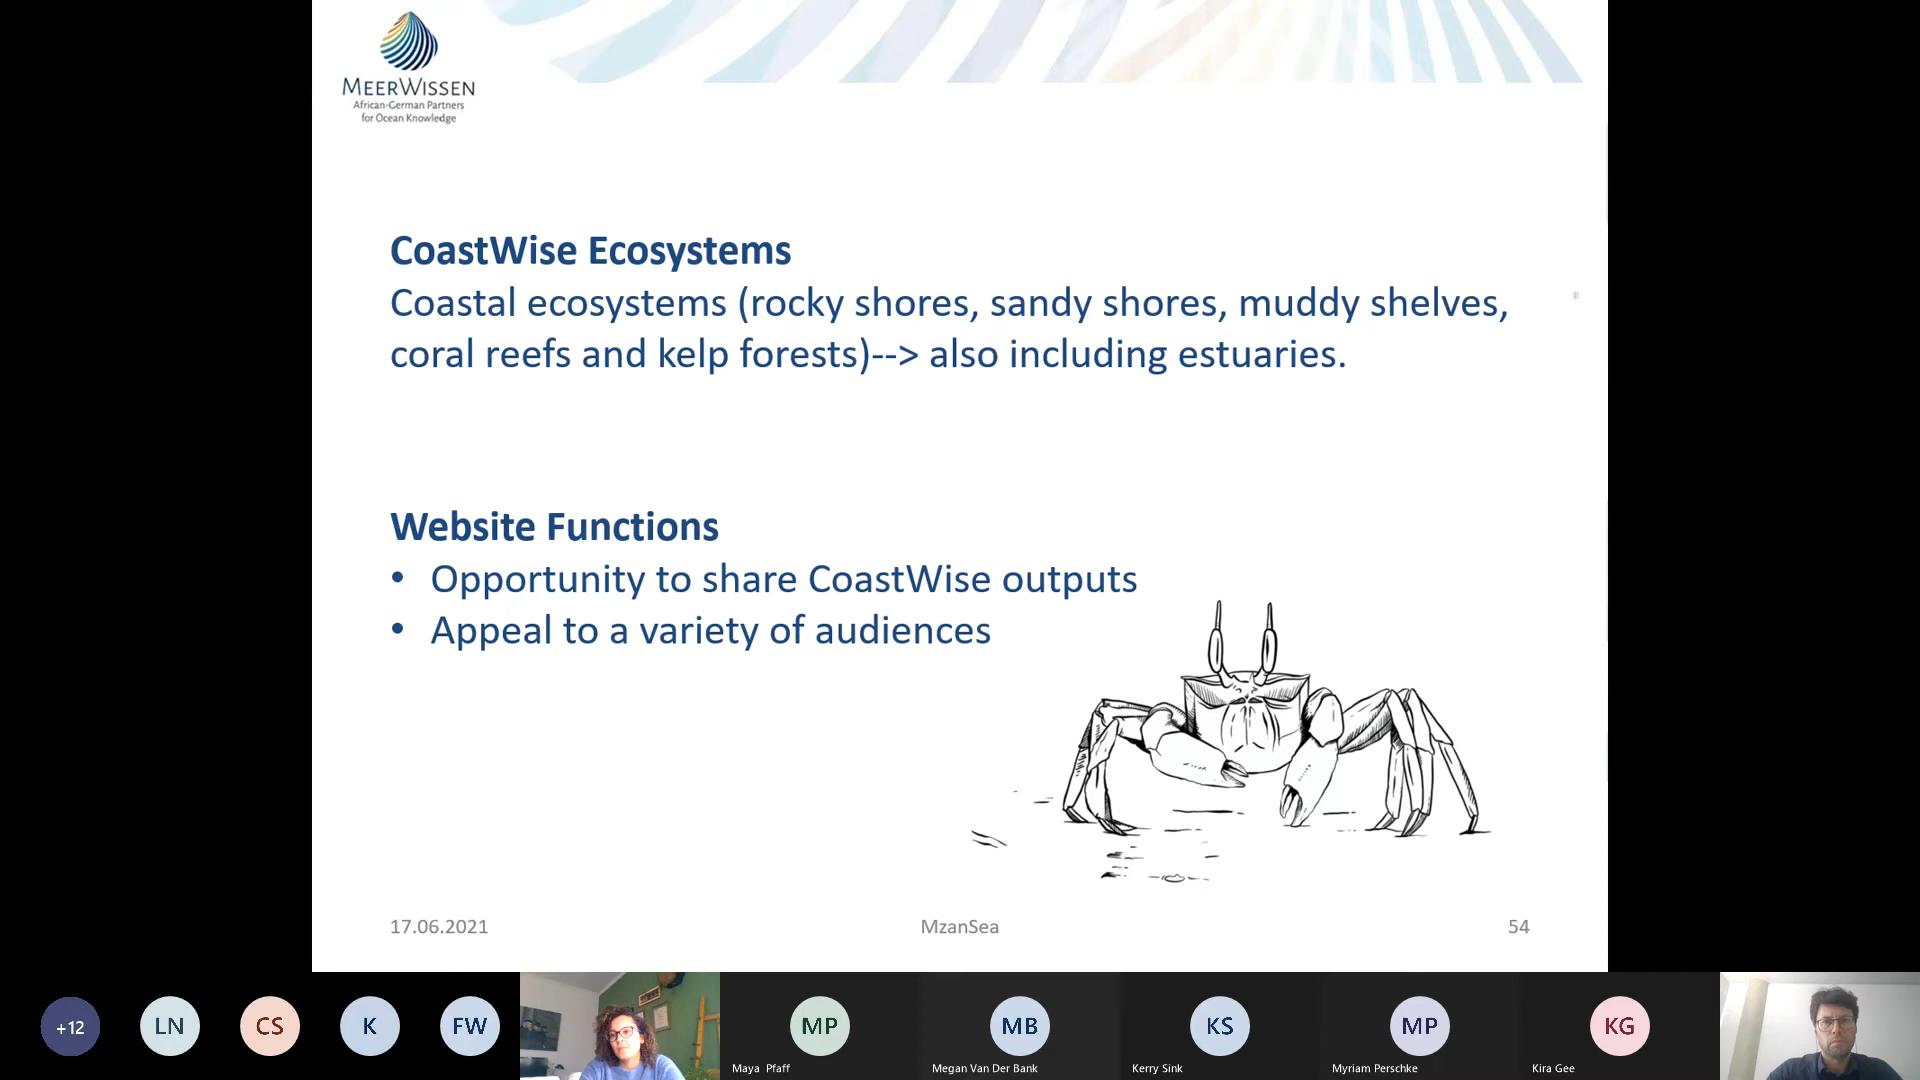 MEERWISSEN
African-German Partners
for Ocean Knowledge
CoastWise Ecosystems
Coastal ecosystems (rocky shores, sandy shores, muddy shelves,
coral reefs and kelp forests)--> also including estuaries.
Website Functions
• Opportunity to share CoastWise outputs
• Appeal to a variety of audiences
17.06.2021 MzanSea 54
+12 LN CS K FW MP MB KS MP KG
Maya Pfaff Megan Van Der Bank Kerry Sink Myriam Perschke Kira Gee